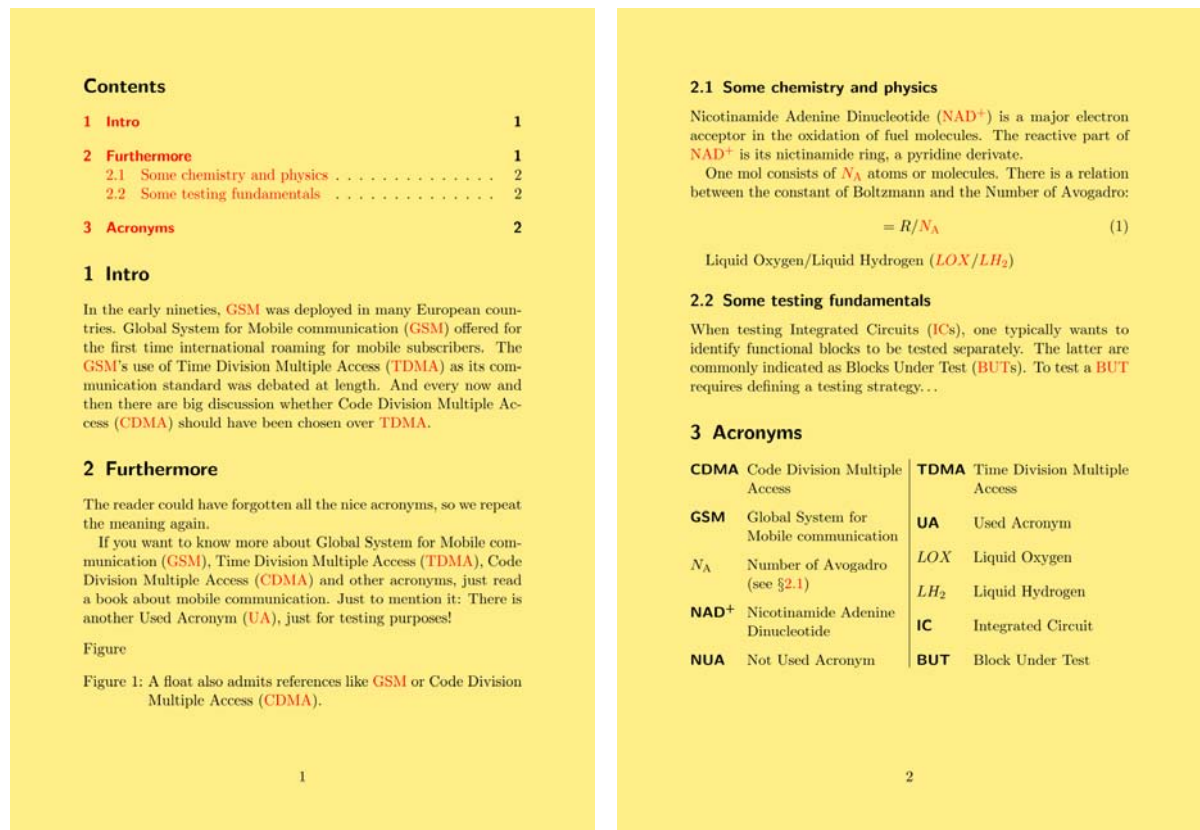 Contents
1 Intro 1
2 Furthermore 1
2.1 Some chemistry and physics . . . . . . . . . . . . . . 2
2.2 Some testing fundamentals . . . . . . . . . . . . . . 2
3 Acronyms 2
1 Intro
In the early nineties, GSM was deployed in many European coun-
tries. Global System for Mobile communication (GSM) offered for
the first time international roaming for mobile subscribers. The
GSM's use of Time Division Multiple Access (TDMA) as its com-
munication standard was debated at length. And every now and
then there are big discussion whether Code Division Multiple Ac-
cess (CDMA) should have been chosen over TDMA.
2 Furthermore
The reader could have forgotten all the nice acronyms, so we repeat
the meaning again.
If you want to know more about Global System for Mobile com-
munication (GSM), Time Division Multiple Access (TDMA), Code
Division Multiple Access (CDMA) and other acronyms, just read
a book about mobile communication. Just to mention it: There is
another Used Acronym (UA), just for testing purposes!
Figure
Figure 1: A float also admits references like GSM or Code Division
Multiple Access (CDMA).
1
2.1 Some chemistry and physics
Nicotinamide Adenine Dinucleotide (NAD⁺) is a major electron
acceptor in the oxidation of fuel molecules. The reactive part of
NAD⁺ is its nictinamide ring, a pyridine derivate.
One mol consists of N_A atoms or molecules. There is a relation
between the constant of Boltzmann and the Number of Avogadro:
= R/N_A (1)
Liquid Oxygen/Liquid Hydrogen (LOX/LH₂)
2.2 Some testing fundamentals
When testing Integrated Circuits (ICs), one typically wants to
identify functional blocks to be tested separately. The latter are
commonly indicated as Blocks Under Test (BUTs). To test a BUT
requires defining a testing strategy. . .
3 Acronyms
CDMA Code Division Multiple
Access
GSM Global System for
Mobile communication
N_A Number of Avogadro
(see §2.1)
NAD⁺ Nicotinamide Adenine
Dinucleotide
NUA Not Used Acronym
TDMA Time Division Multiple
Access
UA Used Acronym
LOX Liquid Oxygen
LH₂ Liquid Hydrogen
IC Integrated Circuit
BUT Block Under Test
2